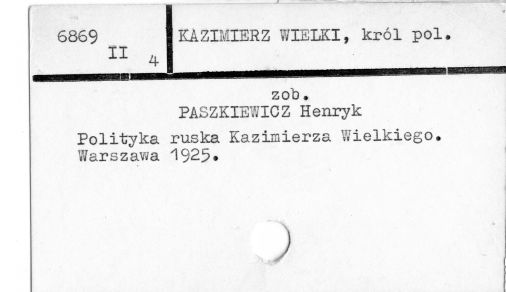 6869
II 4
KAZIMIERZ WIELKI, król pol.
zob.
PASZKIEWICZ Henryk
Polityka ruska Kazimierza Wielkiego.
Warszawa 1925.